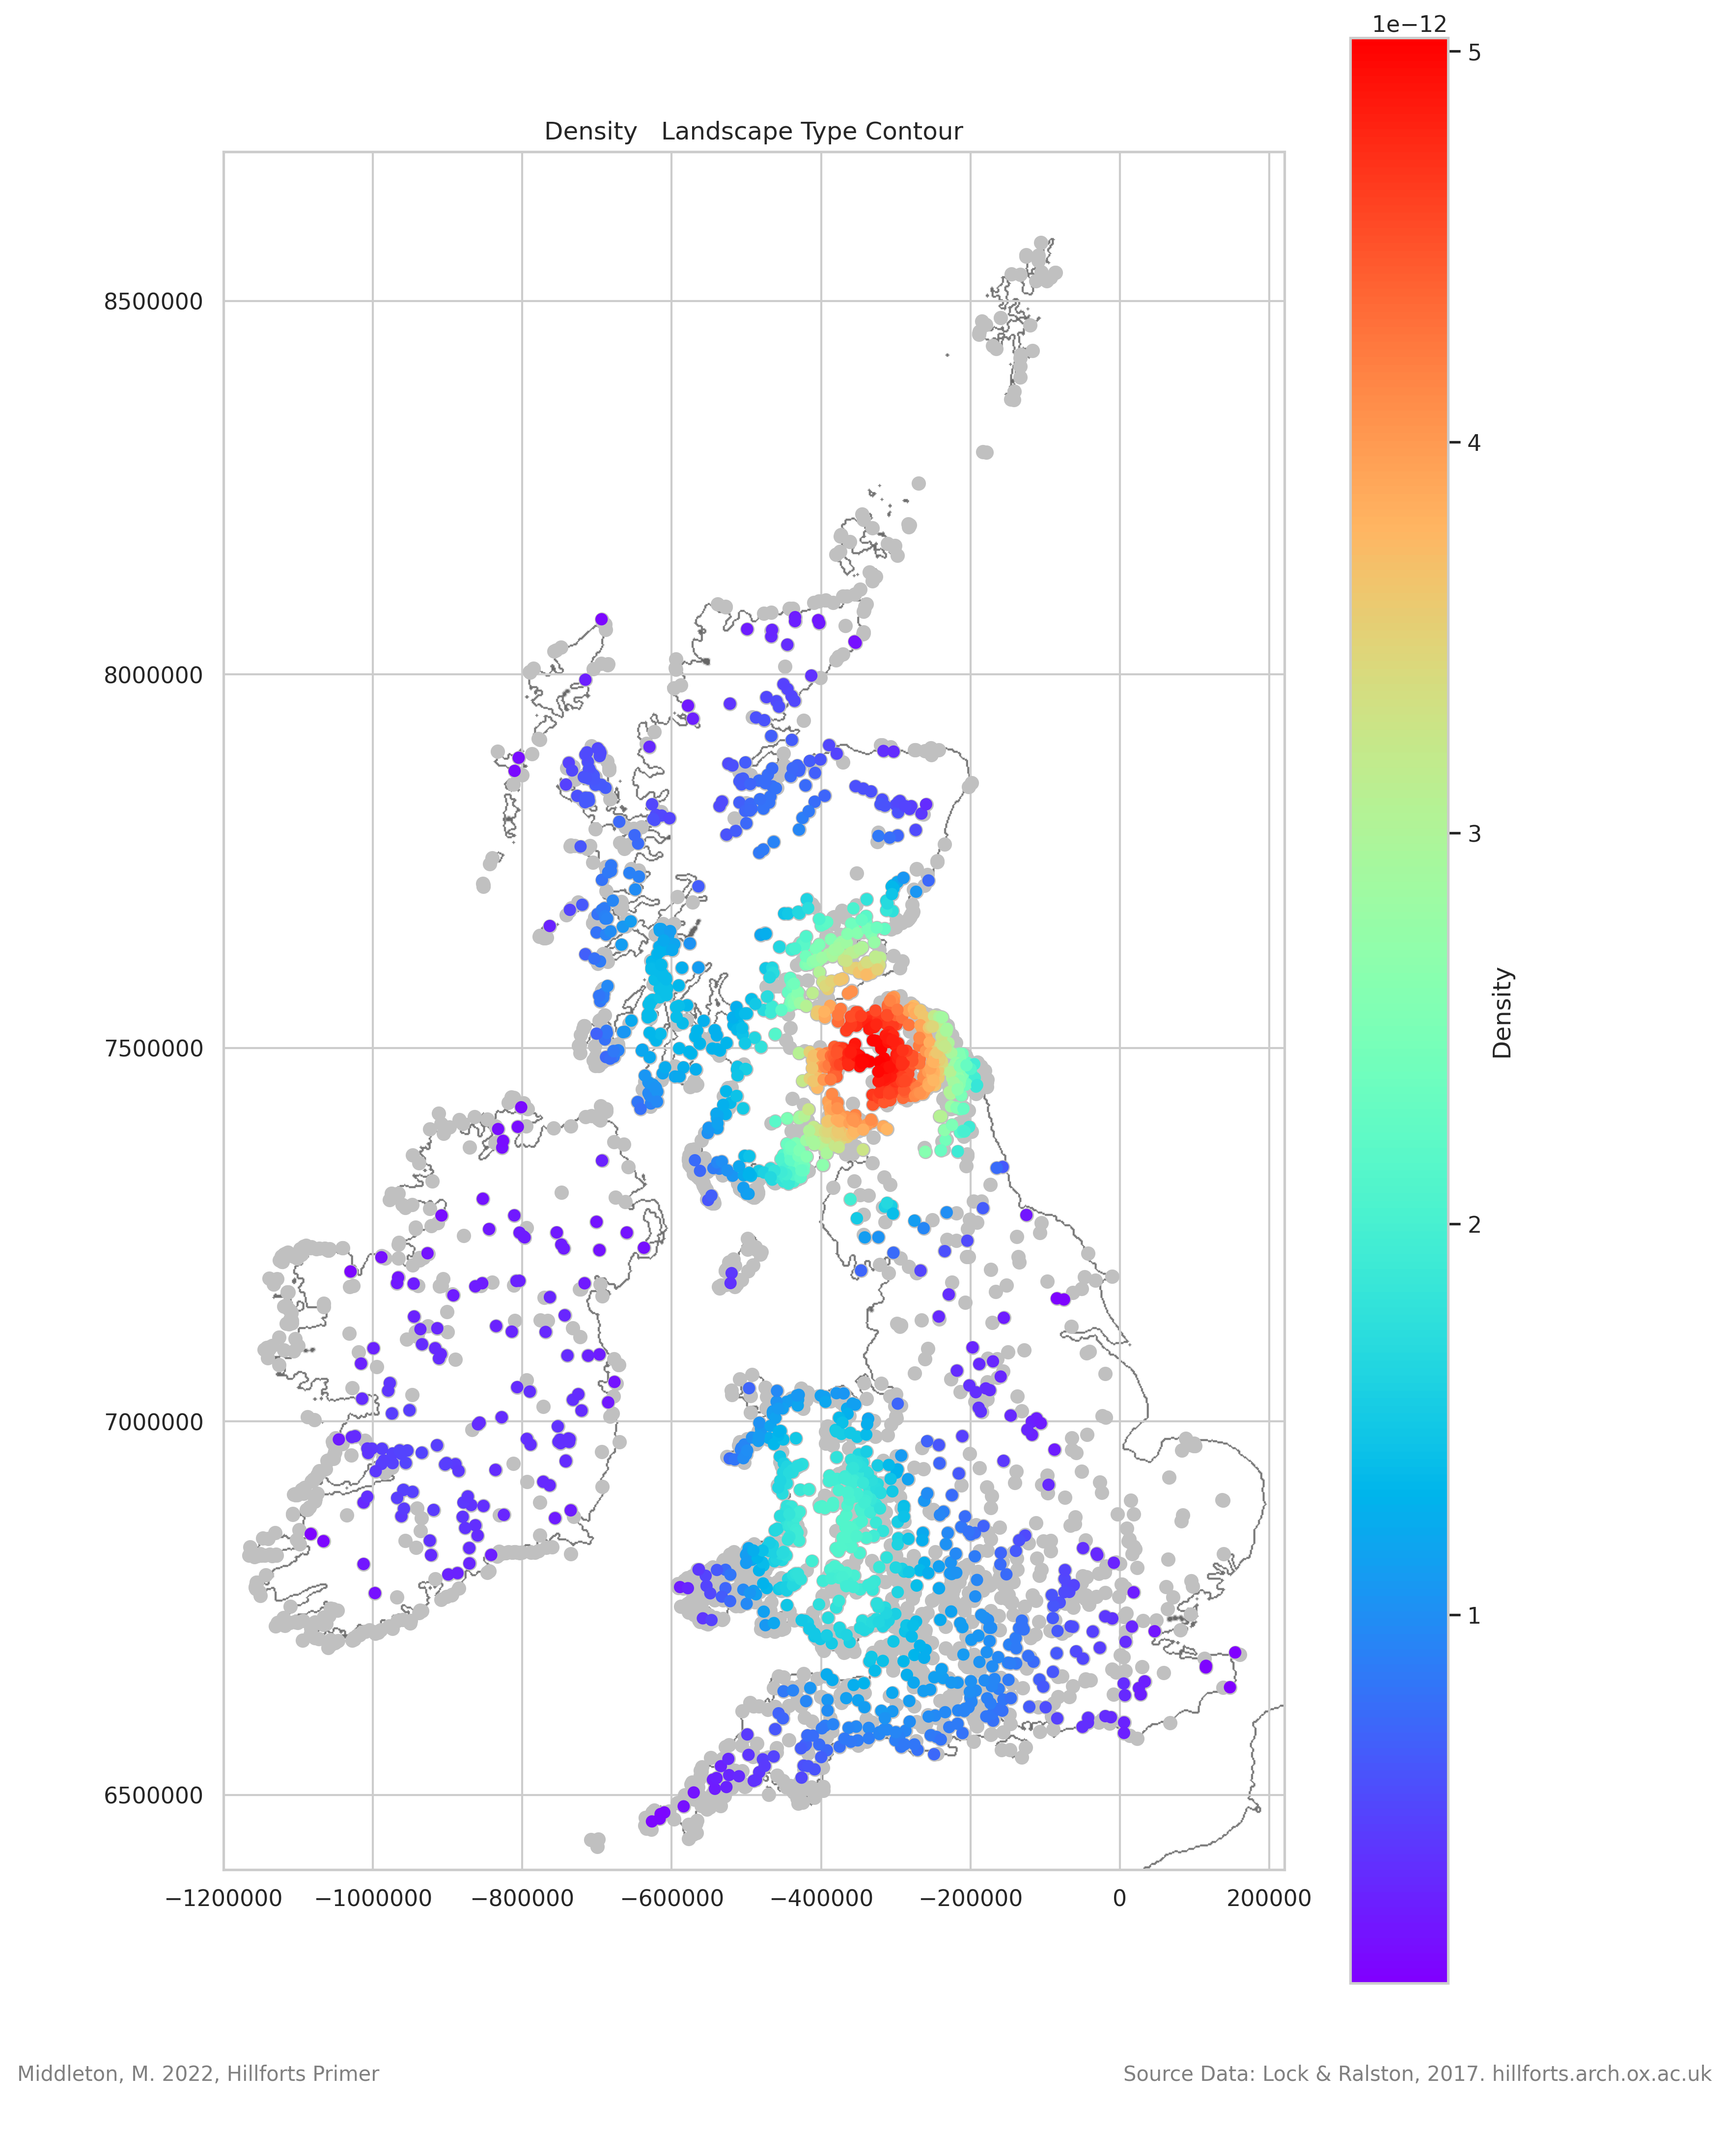 1e−12
Density   Landscape Type Contour
5
4
3
2
1
Density
8500000
8000000
7500000
7000000
6500000
−1200000 −1000000 −800000 −600000 −400000 −200000 0 200000
Middleton, M. 2022, Hillforts Primer
Source Data: Lock & Ralston, 2017. hillforts.arch.ox.ac.uk